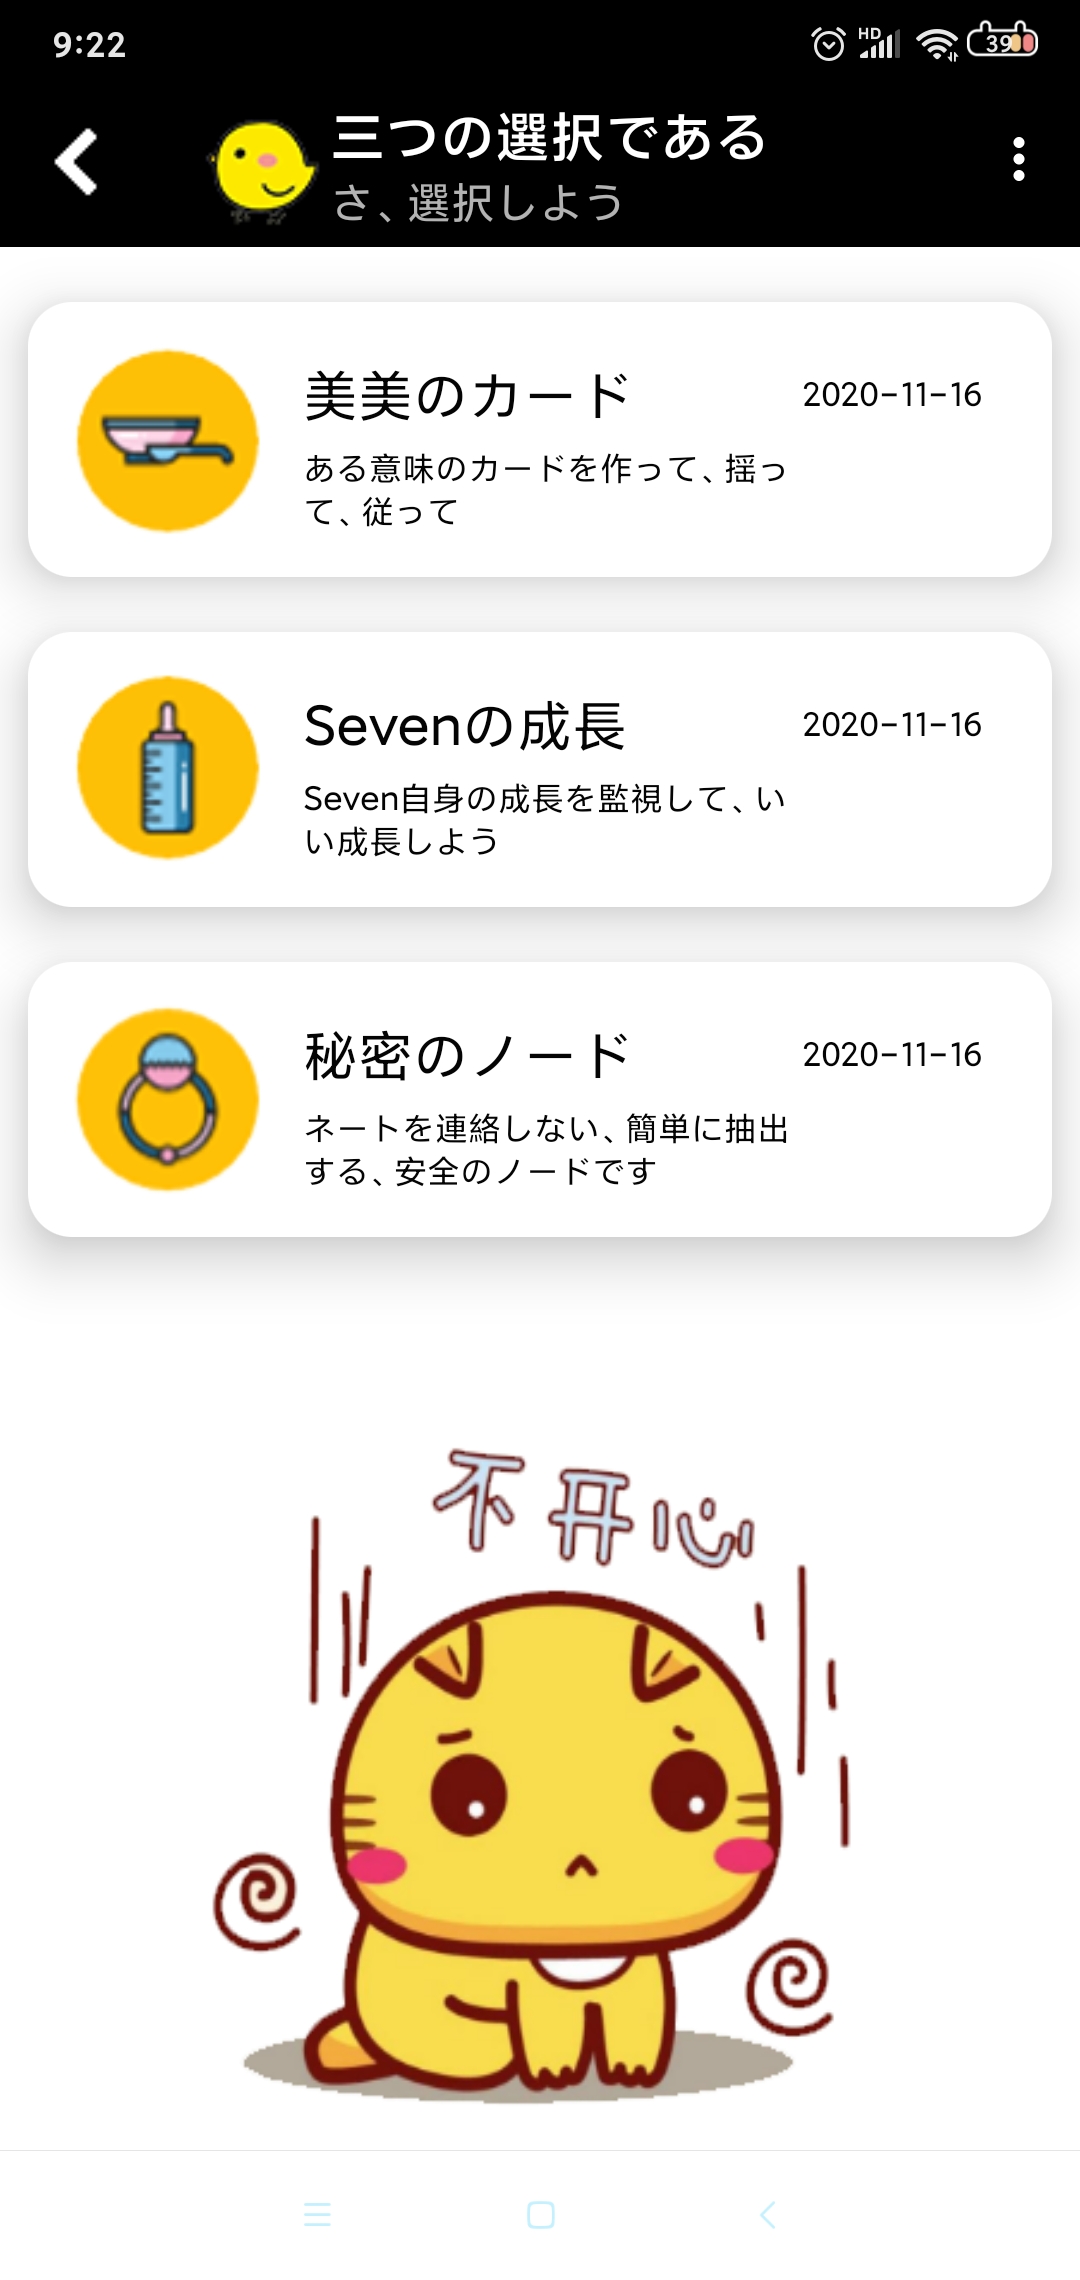 9:22
HD
39
三つの選択である
さ、選択しよう
美美のカード
2020-11-16
ある意味のカードを作って、揺っ
て、従って
Sevenの成長
2020-11-16
Seven自身の成長を監視して、い
い成長しよう
秘密のノード
2020-11-16
ネートを連絡しない、簡単に抽出
する、安全のノードです
不开心